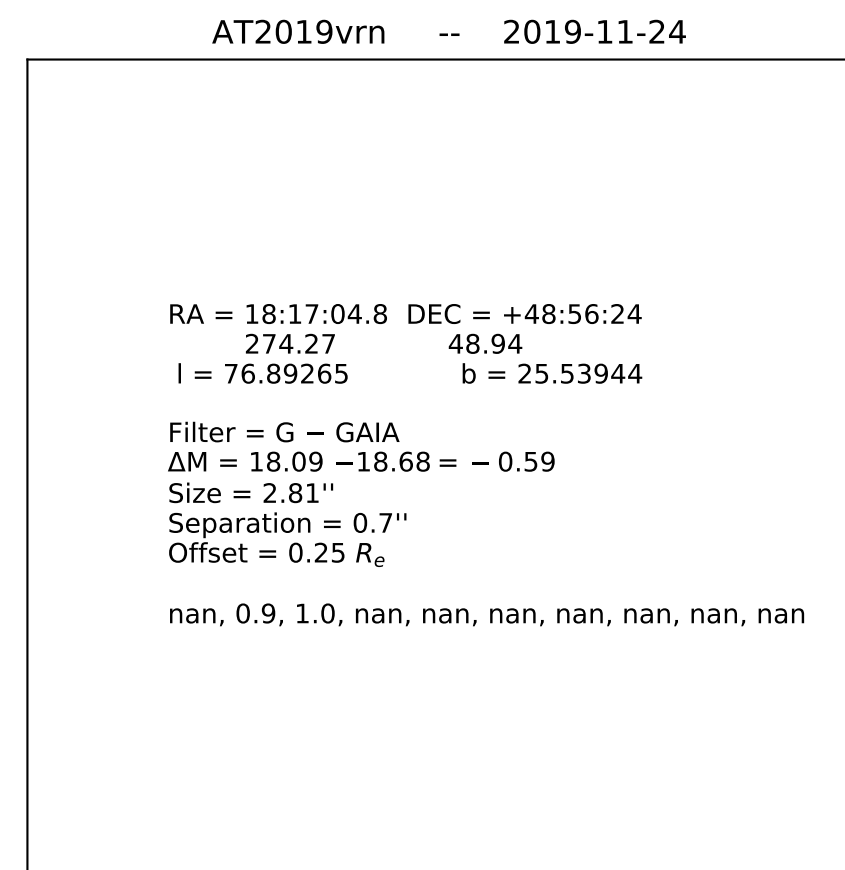 AT2019vrn -- 2019-11-24
RA = 18:17:04.8 DEC = +48:56:24
274.27 48.94
l = 76.89265 b = 25.53944
Filter = G − GAIA
ΔM = 18.09 −18.68 = − 0.59
Size = 2.81''
Separation = 0.7''
Offset = 0.25 Re
nan, 0.9, 1.0, nan, nan, nan, nan, nan, nan, nan